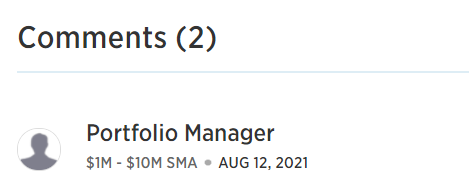 Comments (2)
Portfolio Manager
$1M - $10M SMA ● AUG 12, 2021